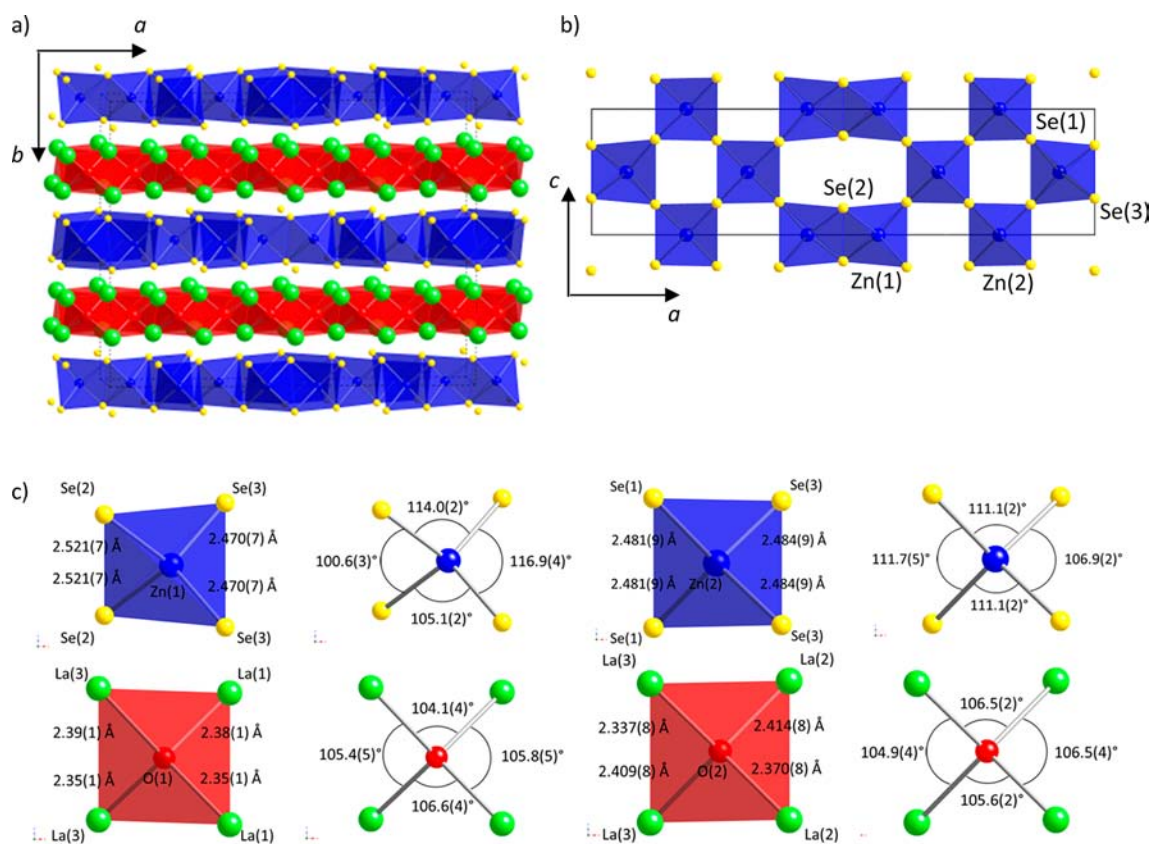 a)
a
b
b)
Se(1)
Se(2)
c
Se(3)
Zn(1)
Zn(2)
a
c)
Se(2)
Se(3)
2.521(7) Å
2.470(7) Å
2.521(7) Å
2.470(7) Å
Zn(1)
Se(2)
Se(3)
114.0(2)°
100.6(3)°
116.9(4)°
105.1(2)°
Se(1)
Se(3)
2.481(9) Å
2.484(9) Å
2.481(9) Å
2.484(9) Å
Zn(2)
Se(1)
Se(3)
111.1(2)°
111.7(5)°
106.9(2)°
111.1(2)°
La(3)
La(1)
2.39(1) Å
2.38(1) Å
2.35(1) Å
2.35(1) Å
O(1)
La(3)
La(1)
104.1(4)°
105.4(5)°
105.8(5)°
106.6(4)°
La(3)
La(2)
2.337(8) Å
2.414(8) Å
2.409(8) Å
2.370(8) Å
O(2)
La(3)
La(2)
106.5(2)°
104.9(4)°
106.5(4)°
105.6(2)°